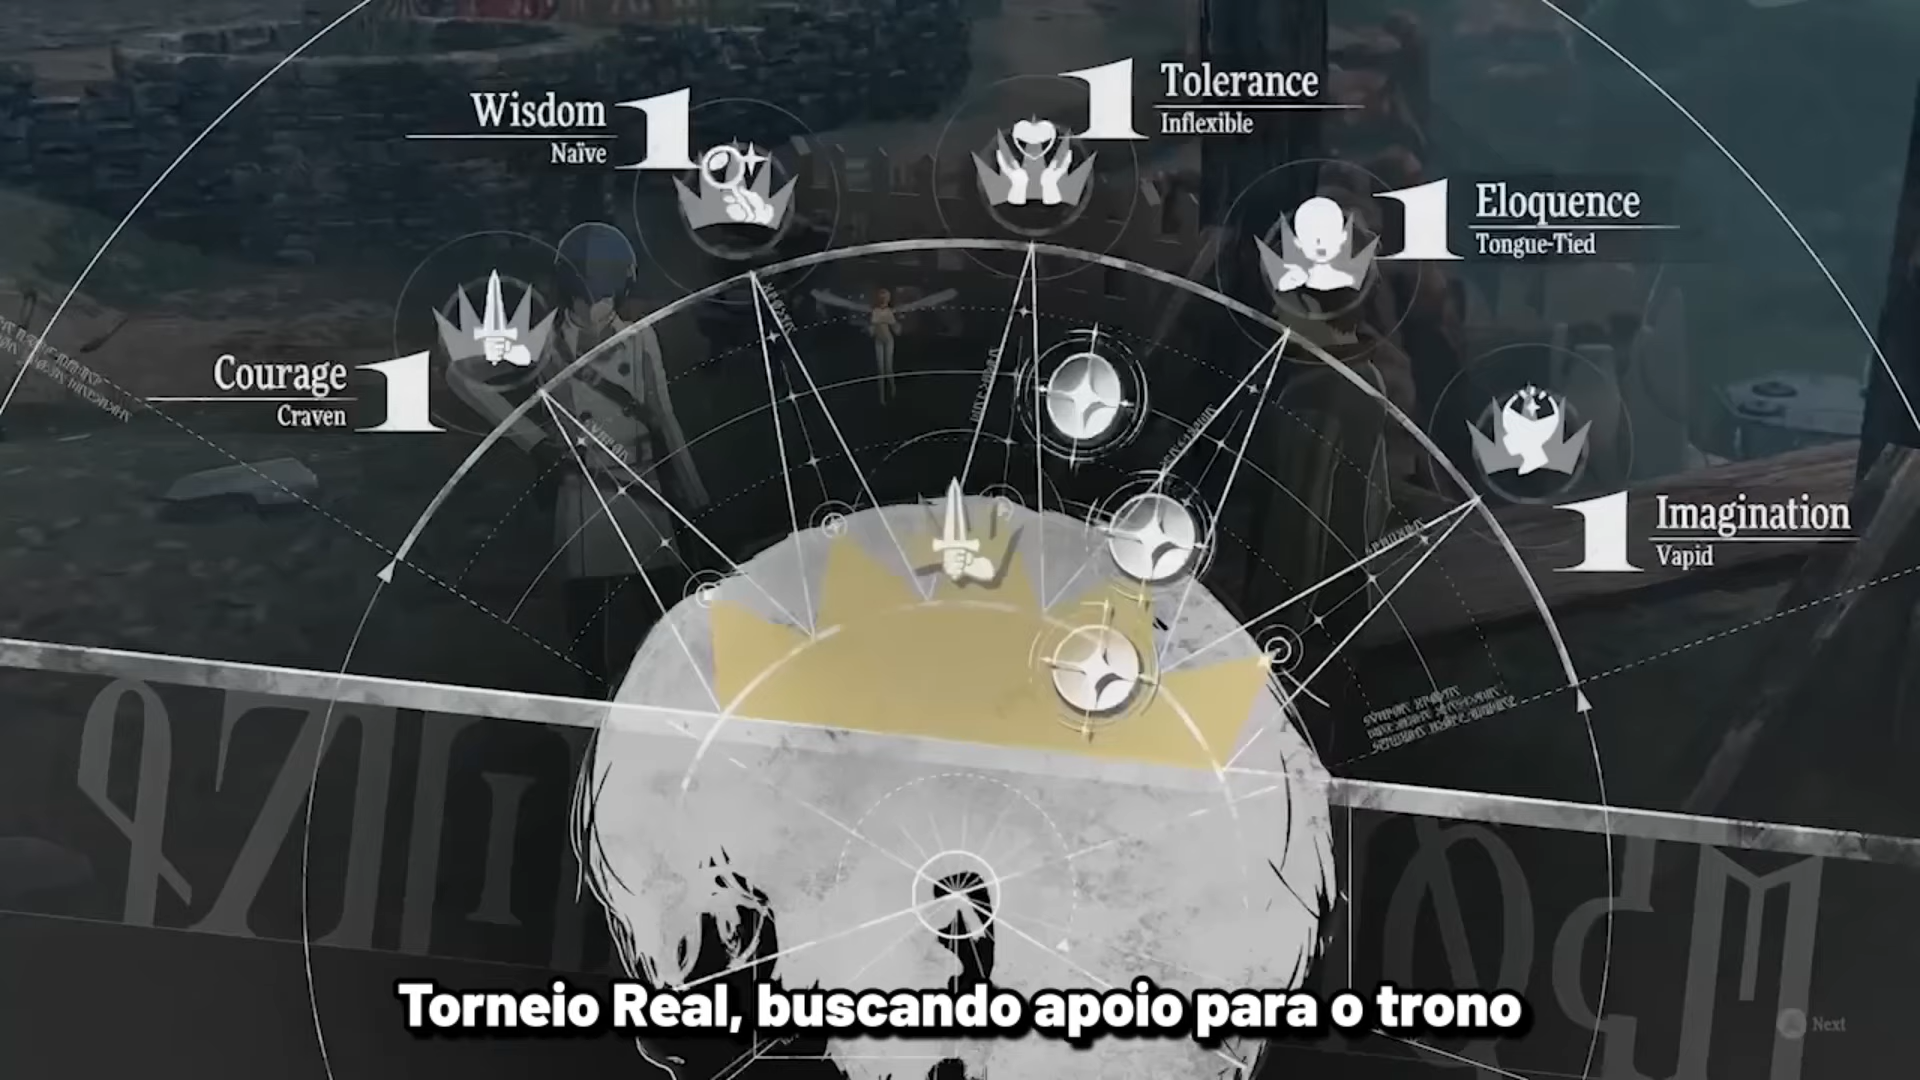 Wisdom 1
Naïve
1 Tolerance
Inflexible
1 Eloquence
Tongue-Tied
Courage 1
Craven
1 Imagination
Vapid
Torneio Real, buscando apoio para o trono
A Next